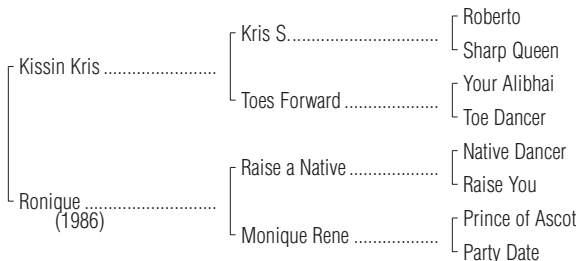 Roberto
Kris S. ..............................
Sharp Queen
Kissin Kris .......................
Your Alibhai
Toes Forward ...................
Toe Dancer
Native Dancer
Raise a Native ..................
Raise You
Ronique ...........................
(1986)
Prince of Ascot
Monique Rene .................
Party Date